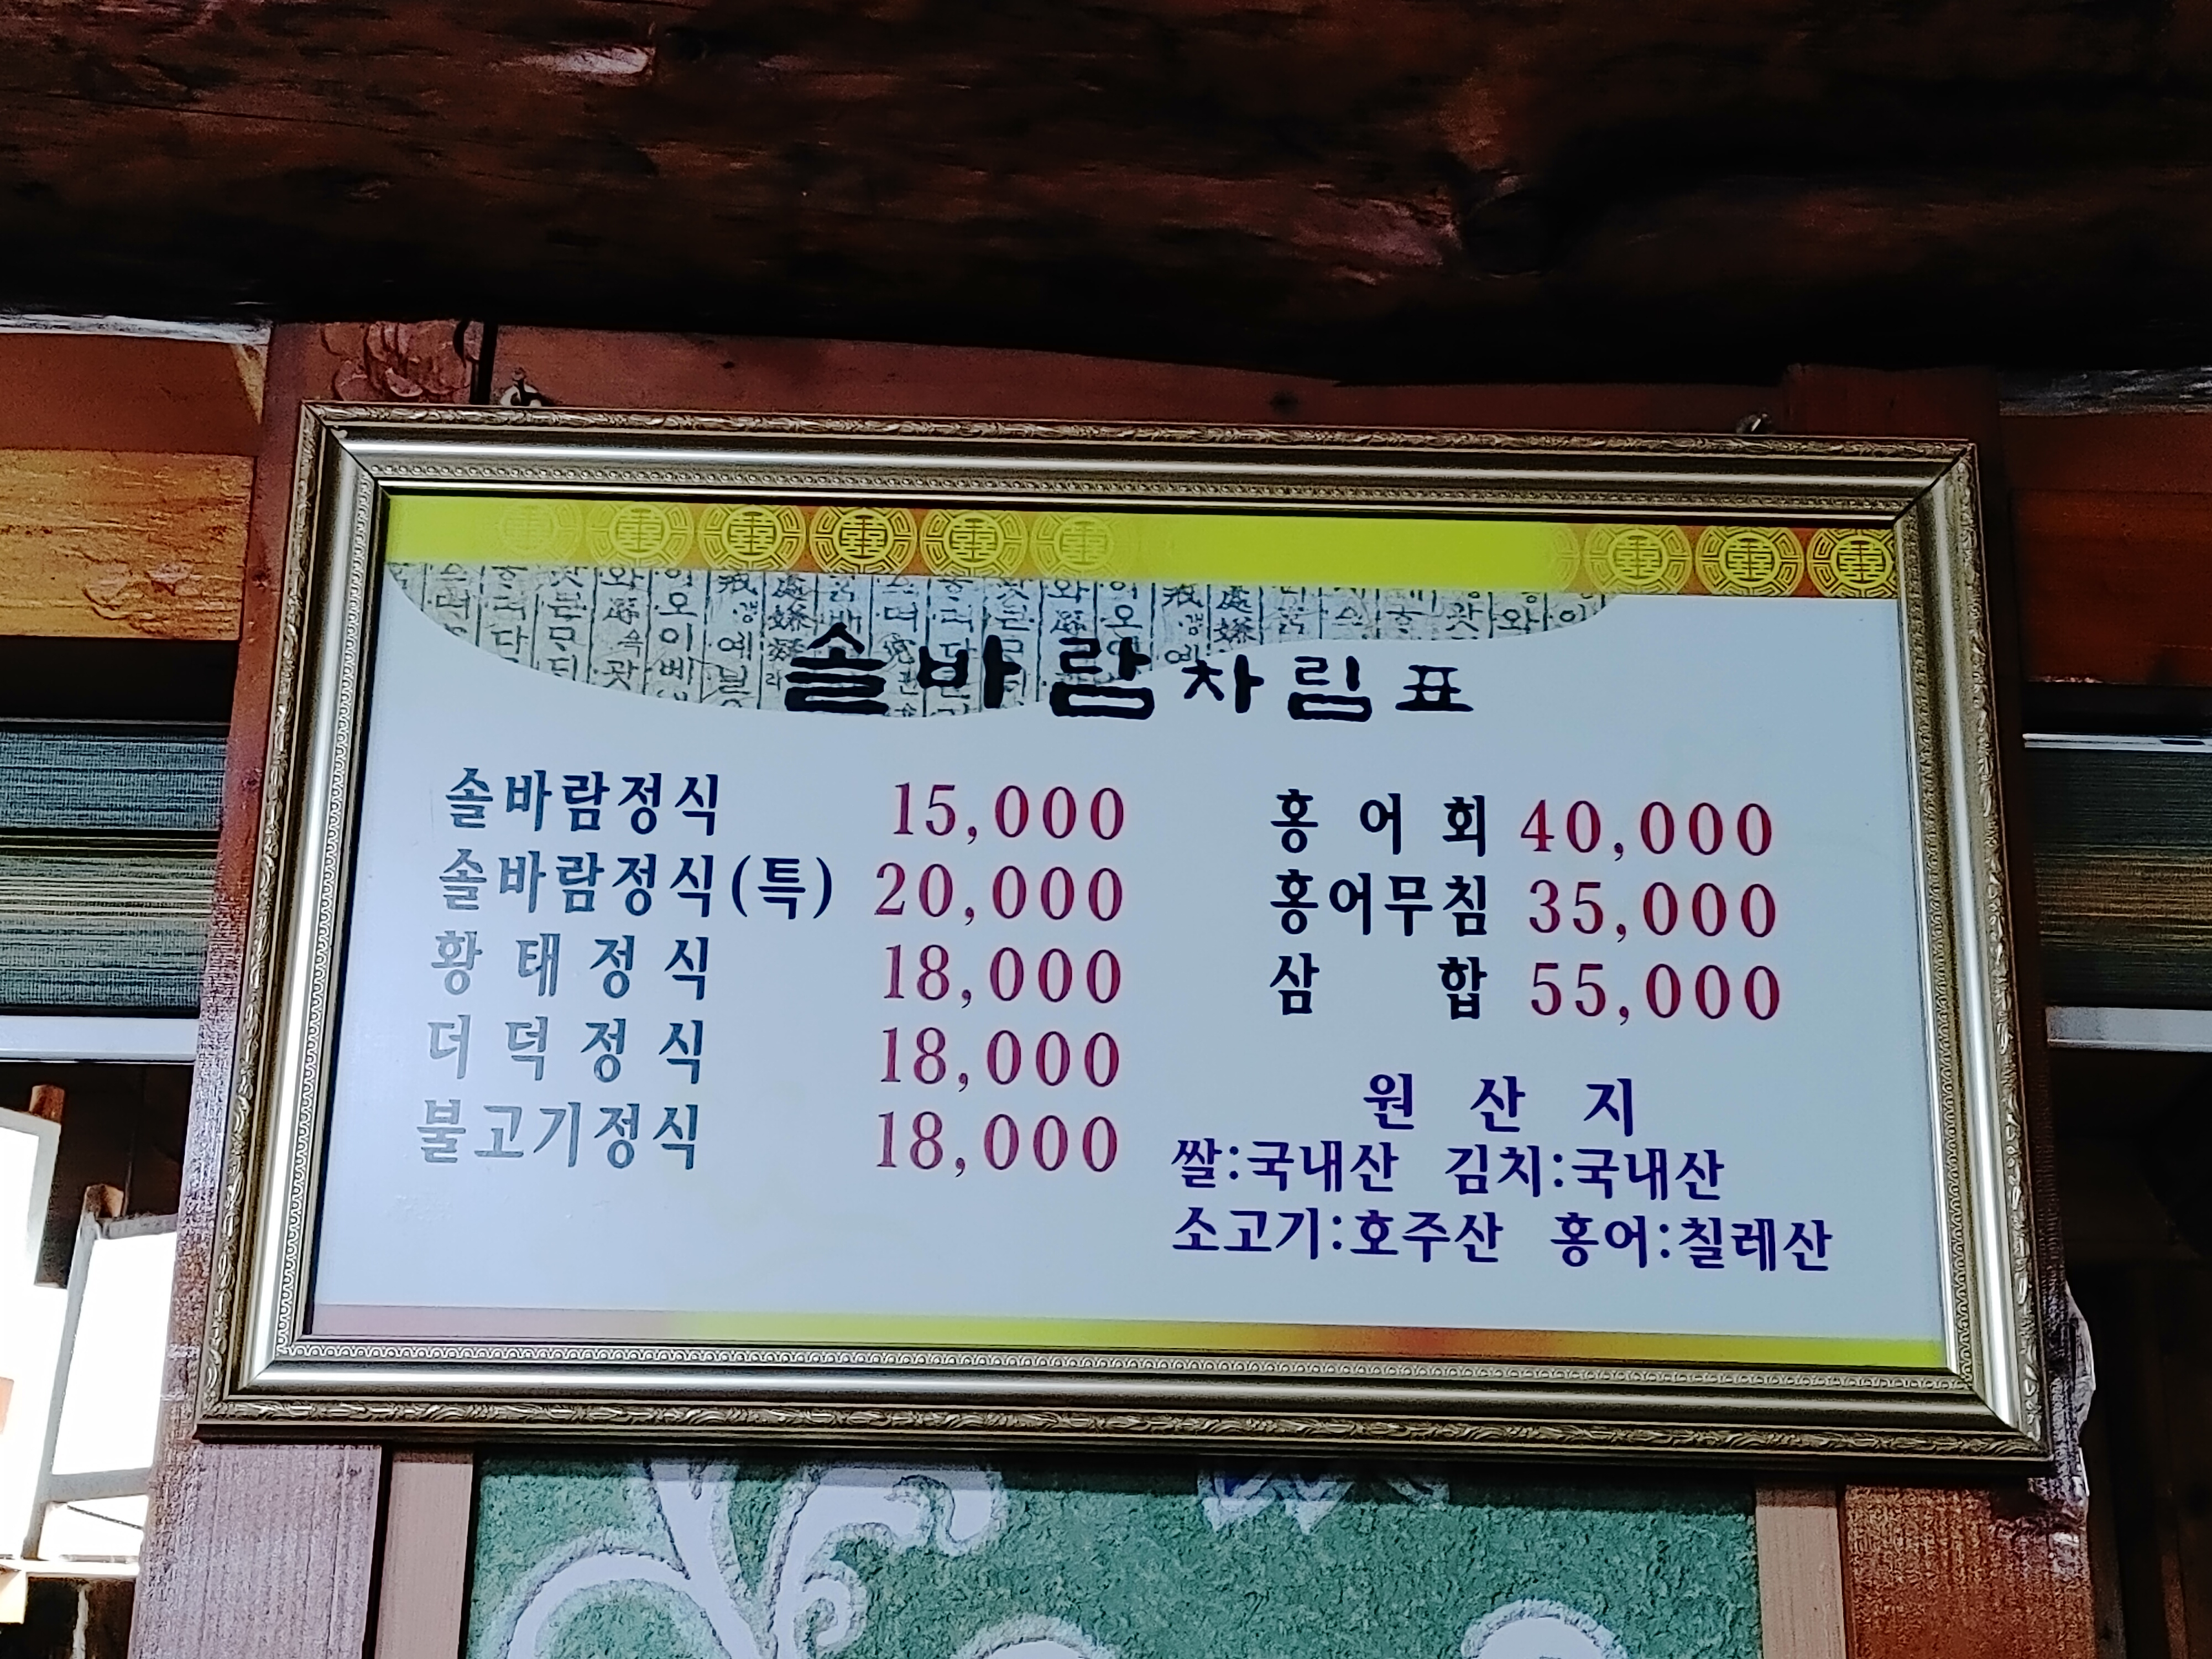 솔바람차림표
솔바람정식 15,000
솔바람정식(특) 20,000
황태정식 18,000
더덕정식 18,000
불고기정식 18,000
홍어회 40,000
홍어무침 35,000
삼합 55,000
원산지
쌀:국내산 김치:국내산
소고기:호주산 홍어:칠레산